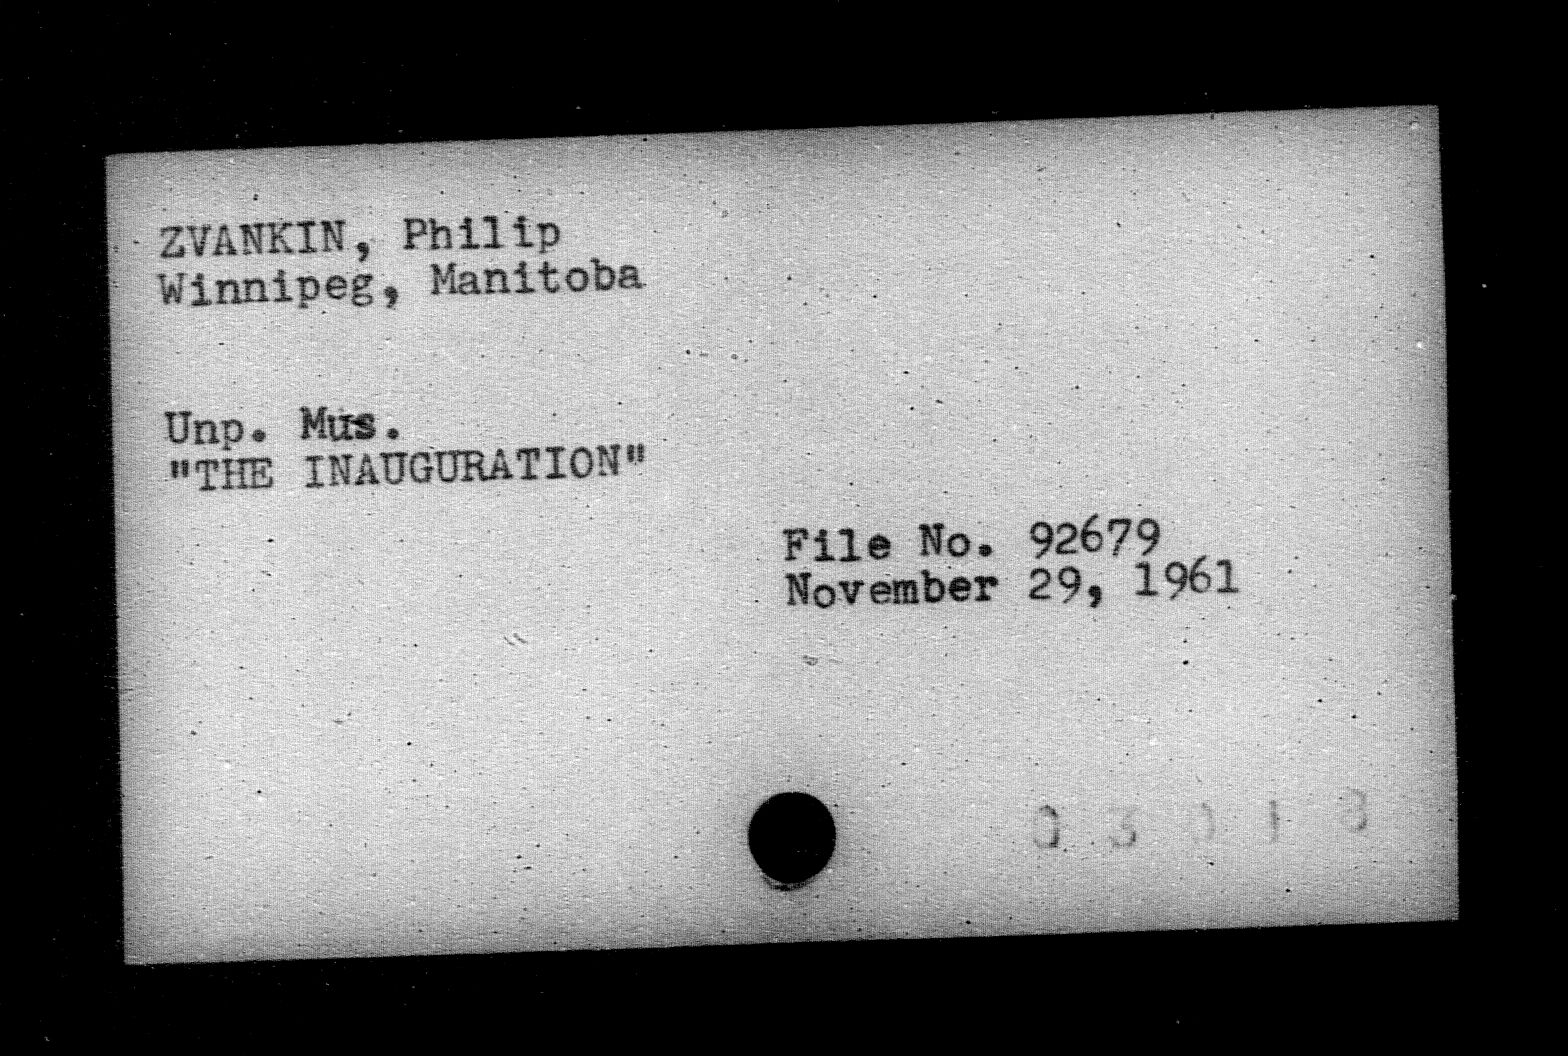 ZVANKIN, Philip
Winnipeg, Manitoba
Unp. Mus.
"THE INAUGURATION"
File No. 92679
November 29, 1961